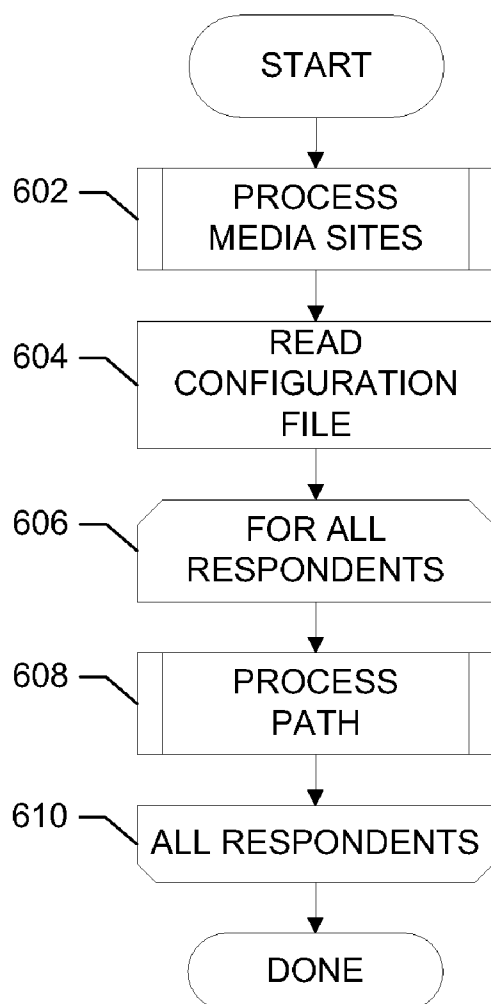 START
602
PROCESS
MEDIA SITES
604
READ
CONFIGURATION
FILE
606
FOR ALL
RESPONDENTS
608
PROCESS
PATH
610
ALL RESPONDENTS
DONE